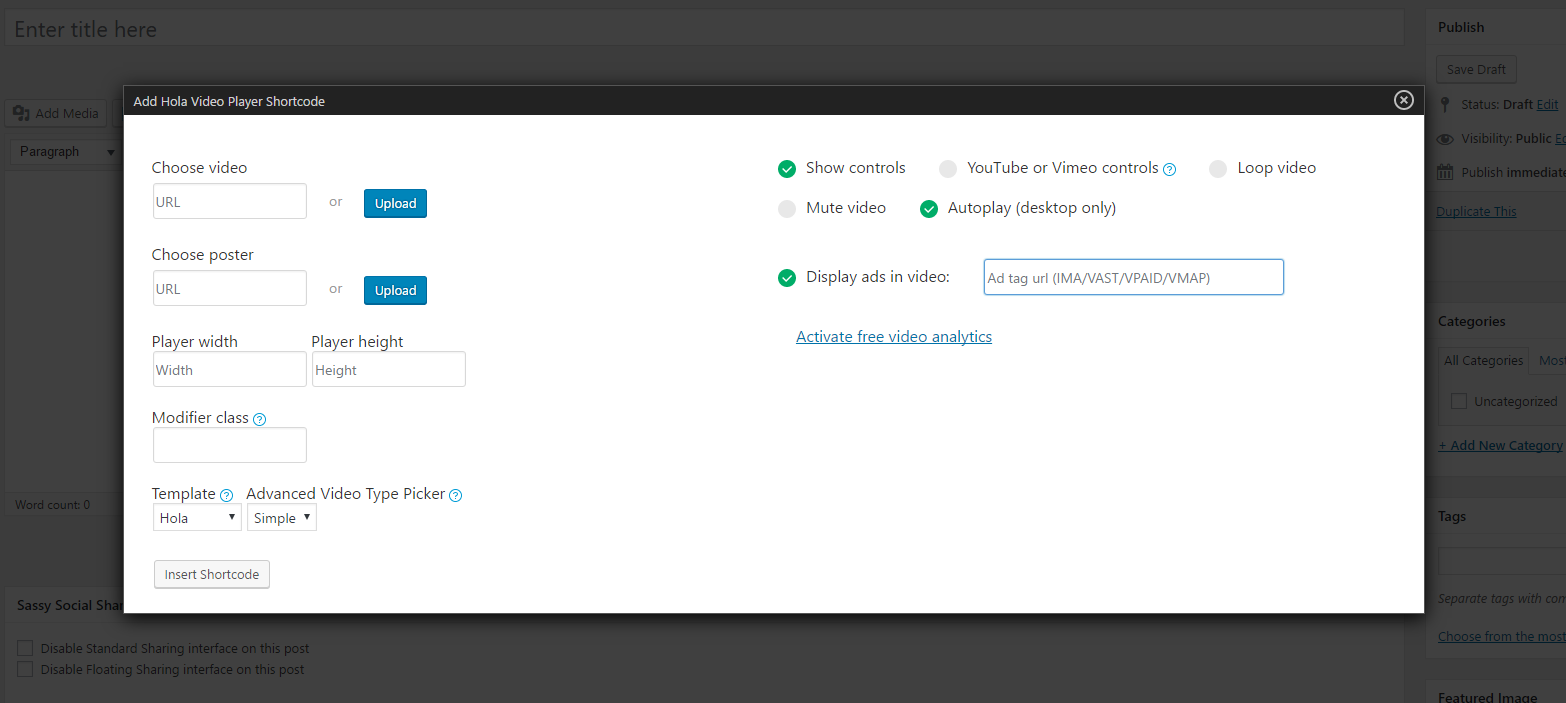 Enter title here
Add Media
Paragraph
Word count: 0
Add Hola Video Player Shortcode
Choose video
URL or Upload
Choose poster
URL or Upload
Player width Player height
Width Height
Modifier class ?
Template ? Advanced Video Type Picker ?
Hola Simple
Insert Shortcode
Show controls YouTube or Vimeo controls ? Loop video
Mute video Autoplay (desktop only)
Display ads in video: Ad tag url (IMA/VAST/VPAID/VMAP)
Activate free video analytics
Sassy Social Shar
Disable Standard Sharing interface on this post
Disable Floating Sharing interface on this post
Publish
Save Draft
Status: Draft Edit
Visibility: Public Ed
Publish immediate
Duplicate This
Categories
All Categories Most
Uncategorized
+ Add New Category
Tags
Separate tags with com
Choose from the most
Featured Image